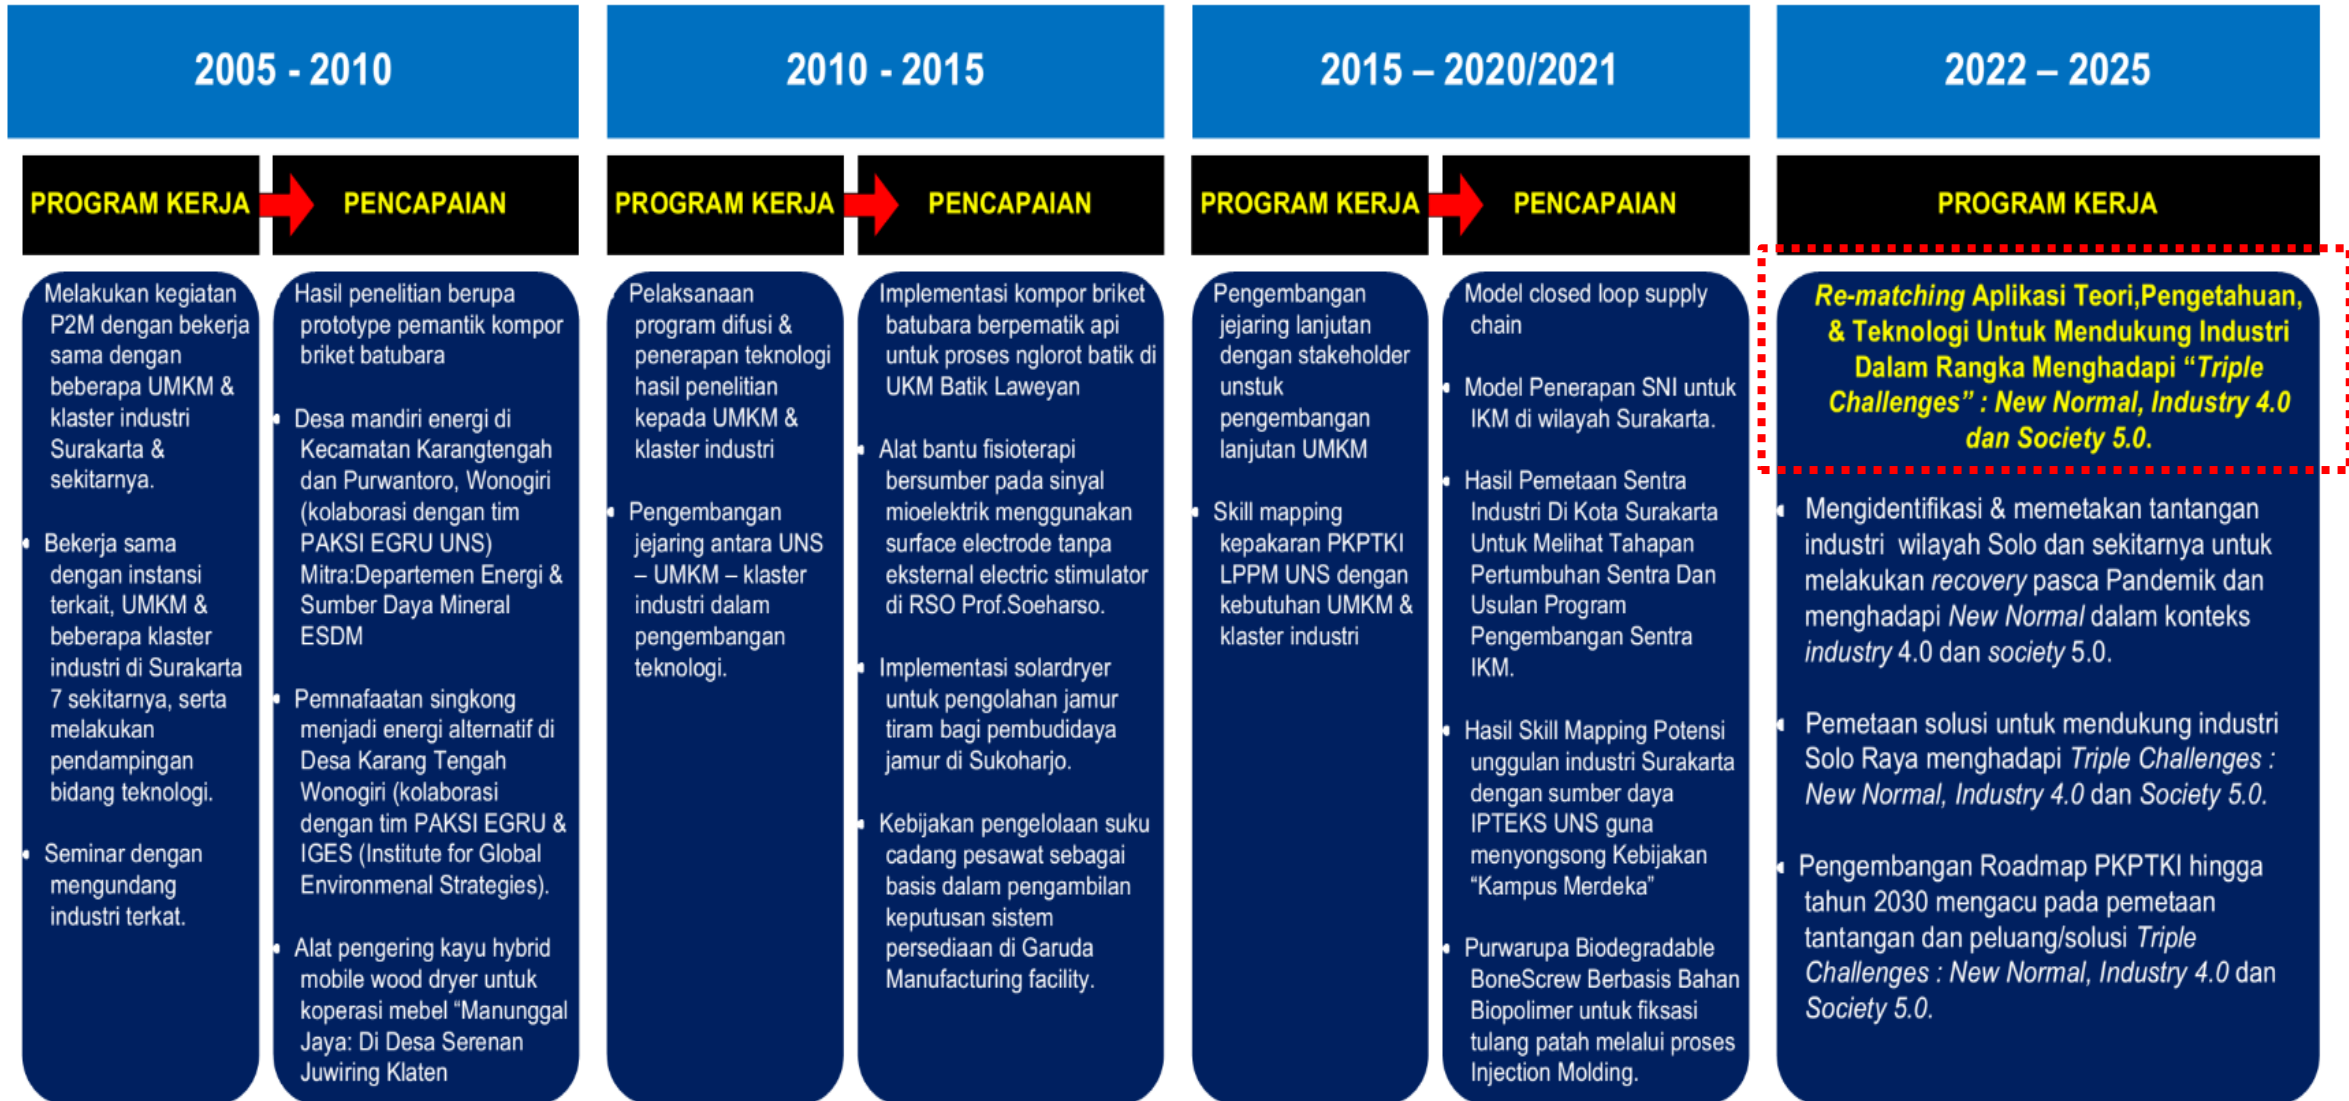 2005 - 2010
PROGRAM KERJA
PENCAPAIAN
Melakukan kegiatan
P2M dengan bekerja
sama dengan
beberapa UMKM &
klaster industri
Surakarta &
sekitarnya.
Bekerja sama
dengan instansi
terkait, UMKM &
beberapa klaster
industri di Surakarta
7 sekitarnya, serta
melakukan
pendampingan
bidang teknologi.
Seminar dengan
mengundang
industri terkat.
Hasil penelitian berupa
prototype pemantik kompor
briket batubara
Desa mandiri energi di
Kecamatan Karangtengah
dan Purwantoro, Wonogiri
(kolaborasi dengan tim
PAKSI EGRU UNS)
Mitra:Departemen Energi &
Sumber Daya Mineral
ESDM
Pemnafaatan singkong
menjadi energi alternatif di
Desa Karang Tengah
Wonogiri (kolaborasi
dengan tim PAKSI EGRU &
IGES (Institute for Global
Environmenal Strategies).
Alat pengering kayu hybrid
mobile wood dryer untuk
koperasi mebel “Manunggal
Jaya: Di Desa Serenan
Juwiring Klaten
2010 - 2015
PROGRAM KERJA
PENCAPAIAN
Pelaksanaan
program difusi &
penerapan teknologi
hasil penelitian
kepada UMKM &
klaster industri
Pengembangan
jejaring antara UNS
– UMKM – klaster
industri dalam
pengembangan
teknologi.
Implementasi kompor briket
batubara berpematik api
untuk proses nglorot batik di
UKM Batik Laweyan
Alat bantu fisioterapi
bersumber pada sinyal
mioelektrik menggunakan
surface electrode tanpa
eksternal electric stimulator
di RSO Prof.Soeharso.
Implementasi solardryer
untuk pengolahan jamur
tiram bagi pembudidaya
jamur di Sukoharjo.
Kebijakan pengelolaan suku
cadang pesawat sebagai
basis dalam pengambilan
keputusan sistem
persediaan di Garuda
Manufacturing facility.
2015 – 2020/2021
PROGRAM KERJA
PENCAPAIAN
Pengembangan
jejaring lanjutan
dengan stakeholder
unstuk
pengembangan
lanjutan UMKM
Skill mapping
kepakaran PKPTKI
LPPM UNS dengan
kebutuhan UMKM &
klaster industri
Model closed loop supply
chain
Model Penerapan SNI untuk
IKM di wilayah Surakarta.
Hasil Pemetaan Sentra
Industri Di Kota Surakarta
Untuk Melihat Tahapan
Pertumbuhan Sentra Dan
Usulan Program
Pengembangan Sentra
IKM.
Hasil Skill Mapping Potensi
unggulan industri Surakarta
dengan sumber daya
IPTEKS UNS guna
menyongsong Kebijakan
“Kampus Merdeka”
Purwarupa Biodegradable
BoneScrew Berbasis Bahan
Biopolimer untuk fiksasi
tulang patah melalui proses
Injection Molding.
2022 – 2025
PROGRAM KERJA
Re-matching Aplikasi Teori,Pengetahuan,
& Teknologi Untuk Mendukung Industri
Dalam Rangka Menghadapi “Triple
Challenges” : New Normal, Industry 4.0
dan Society 5.0.
Mengidentifikasi & memetakan tantangan
industri wilayah Solo dan sekitarnya untuk
melakukan recovery pasca Pandemik dan
menghadapi New Normal dalam konteks
industry 4.0 dan society 5.0.
Pemetaan solusi untuk mendukung industri
Solo Raya menghadapi Triple Challenges :
New Normal, Industry 4.0 dan Society 5.0.
Pengembangan Roadmap PKPTKI hingga
tahun 2030 mengacu pada pemetaan
tantangan dan peluang/solusi Triple
Challenges : New Normal, Industry 4.0 dan
Society 5.0.